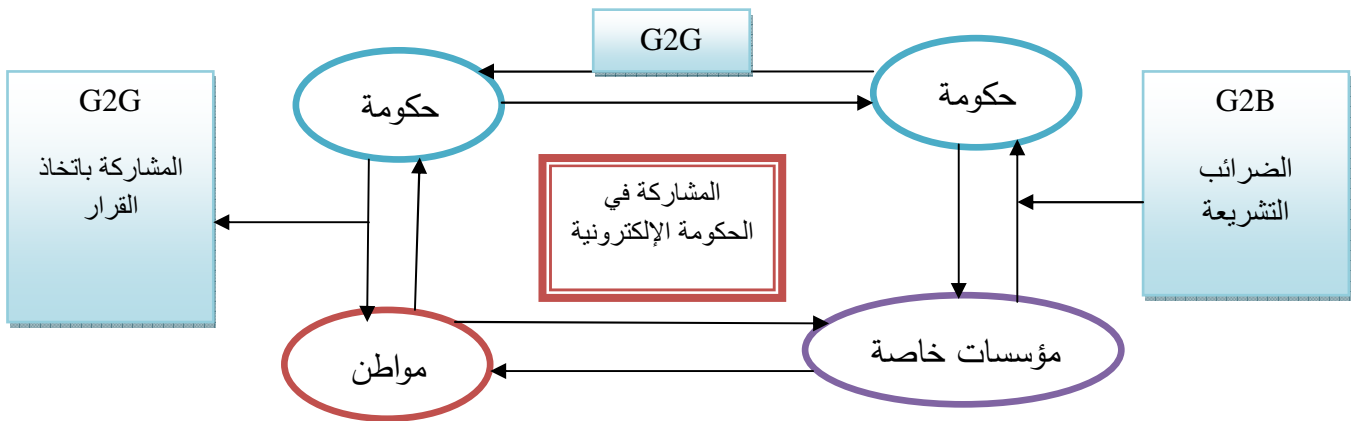 G2G
حكومة
حكومة
G2B
الضرائب
التشريعة
المشاركة في
الحكومة الإلكترونية
G2G
المشاركة باتخاذ
القرار
مؤسسات خاصة
مواطن